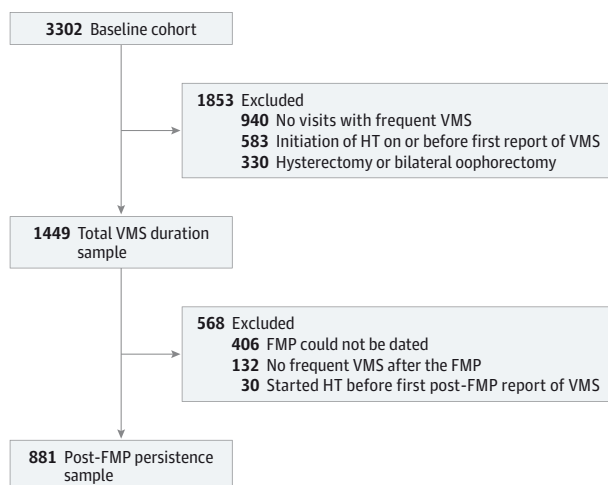 3302 Baseline cohort
1853 Excluded
940 No visits with frequent VMS
583 Initiation of HT on or before first report of VMS
330 Hysterectomy or bilateral oophorectomy
1449 Total VMS duration
sample
568 Excluded
406 FMP could not be dated
132 No frequent VMS after the FMP
30 Started HT before first post-FMP report of VMS
881 Post-FMP persistence
sample